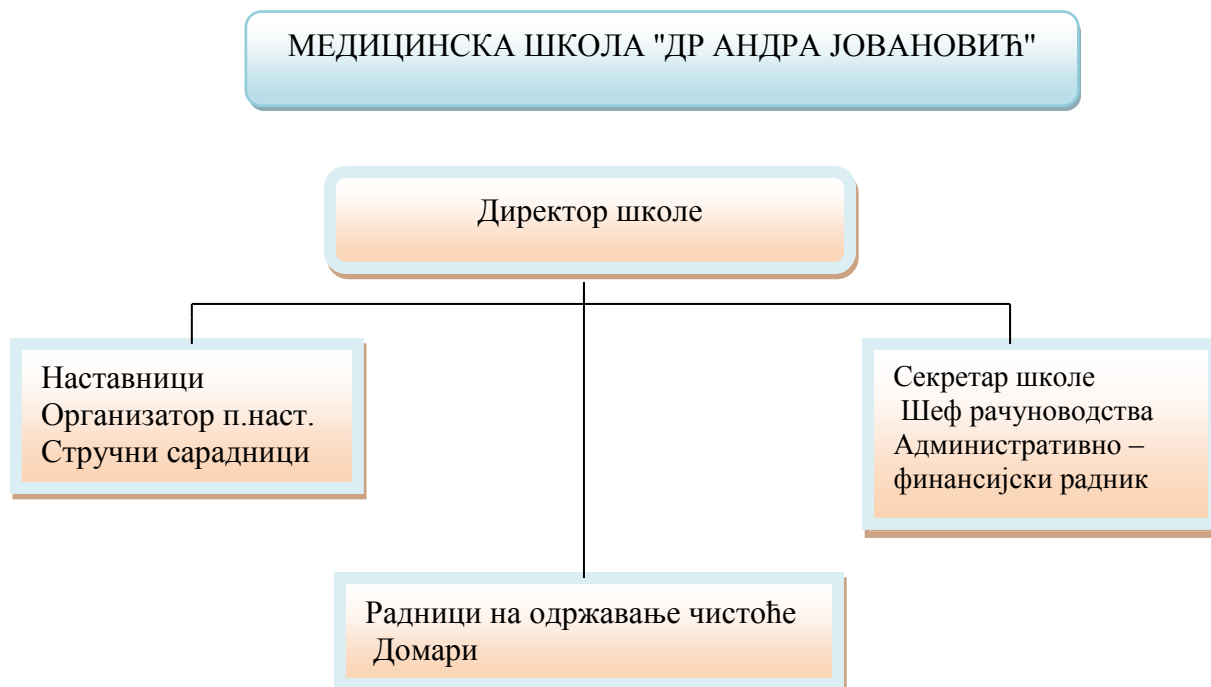 МЕДИЦИНСКА ШКОЛА "ДР АНДРА ЈОВАНОВИЋ"
Директор школе
Наставници
Организатор п.наст.
Стручни сарадници
Секретар школе
Шеф рачуноводства
Административно –
финансијски радник
Радници на одржавање чистоће
Домари